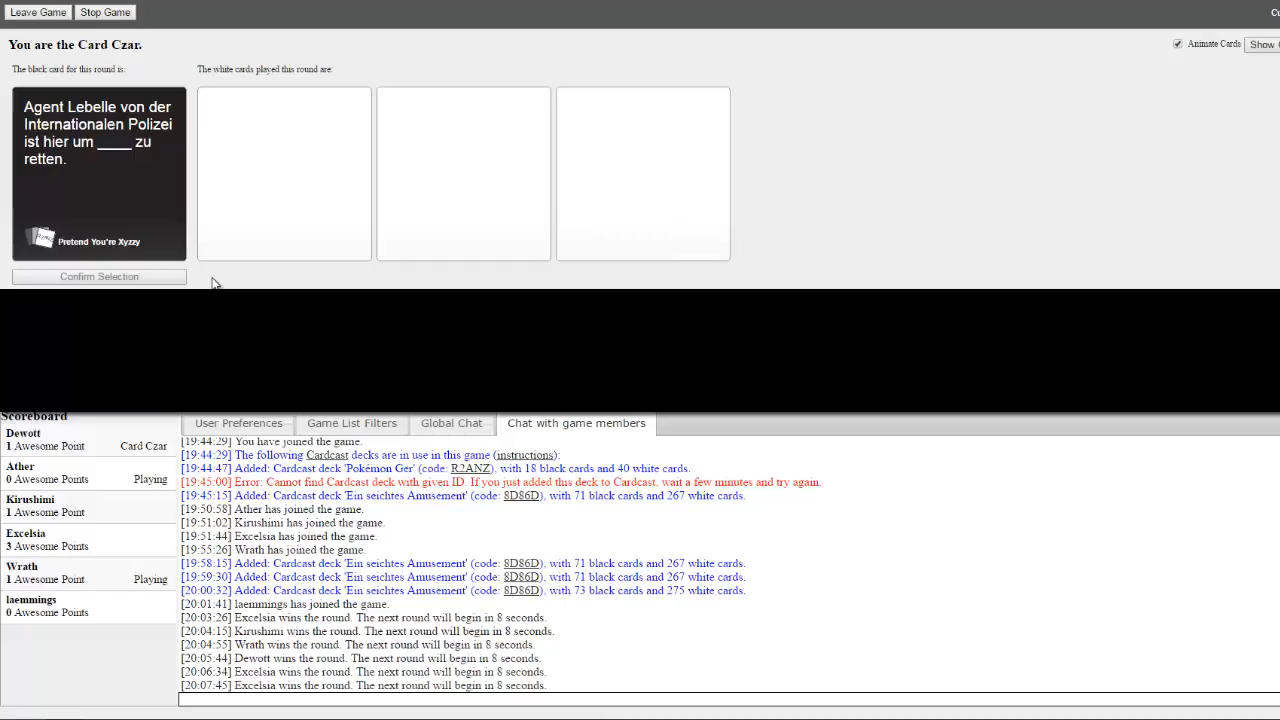 Leave Game Stop Game
You are the Card Czar.
Animate Cards Show
The black card for this round is:
The white cards played this round are:
Agent Lebelle von der
Internationalen Polizei
ist hier um ____ zu
retten.
Pretend You're Xyzzy
Confirm Selection
Scoreboard
User Preferences Game List Filters Global Chat Chat with game members
Dewott
1 Awesome Point Card Czar
Ather
0 Awesome Points Playing
Kirushimi
1 Awesome Point
Excelsia
3 Awesome Points
Wrath
1 Awesome Point Playing
laemmings
0 Awesome Points
[19:44:29] You have joined the game.
[19:44:29] The following Cardcast decks are in use in this game (instructions):
[19:44:47] Added: Cardcast deck 'Pokémon Ger' (code: R2ANZ), with 18 black cards and 40 white cards.
[19:45:00] Error: Cannot find Cardcast deck with given ID. If you just added this deck to Cardcast, wait a few minutes and try again.
[19:45:15] Added: Cardcast deck 'Ein seichtes Amusement' (code: 8D86D), with 71 black cards and 267 white cards.
[19:50:58] Ather has joined the game.
[19:51:02] Kirushimi has joined the game.
[19:51:44] Excelsia has joined the game.
[19:55:26] Wrath has joined the game.
[19:58:15] Added: Cardcast deck 'Ein seichtes Amusement' (code: 8D86D), with 71 black cards and 267 white cards.
[19:59:30] Added: Cardcast deck 'Ein seichtes Amusement' (code: 8D86D), with 71 black cards and 267 white cards.
[20:00:32] Added: Cardcast deck 'Ein seichtes Amusement' (code: 8D86D), with 73 black cards and 275 white cards.
[20:01:41] laemmings has joined the game.
[20:03:26] Excelsia wins the round. The next round will begin in 8 seconds.
[20:04:15] Kirushimi wins the round. The next round will begin in 8 seconds.
[20:04:55] Wrath wins the round. The next round will begin in 8 seconds.
[20:05:44] Dewott wins the round. The next round will begin in 8 seconds.
[20:06:34] Excelsia wins the round. The next round will begin in 8 seconds.
[20:07:45] Excelsia wins the round. The next round will begin in 8 seconds.